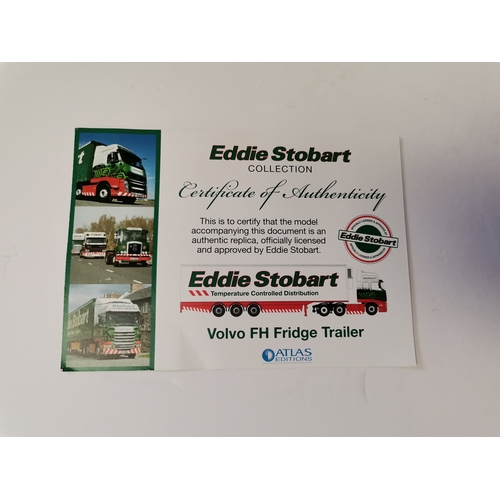 Eddie Stobart
COLLECTION
Certificate of Authenticity
This is to certify that the model
accompanying this document is an
authentic replica, officially licensed
and approved by Eddie Stobart.
Eddie Stobart
Eddie Stobart
Temperature Controlled Distribution
Volvo FH Fridge Trailer
ATLAS
EDITIONS